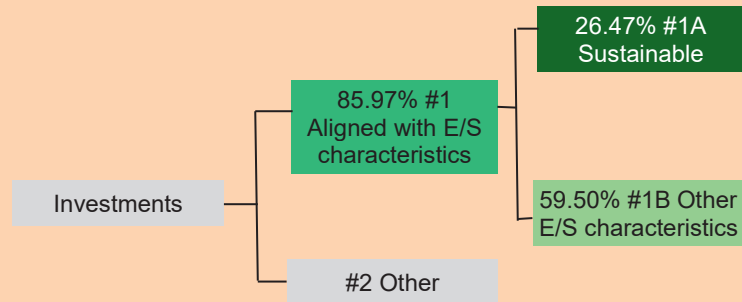 26.47% #1A
Sustainable
85.97% #1
Aligned with E/S
characteristics
Investments
59.50% #1B Other
E/S characteristics
#2 Other